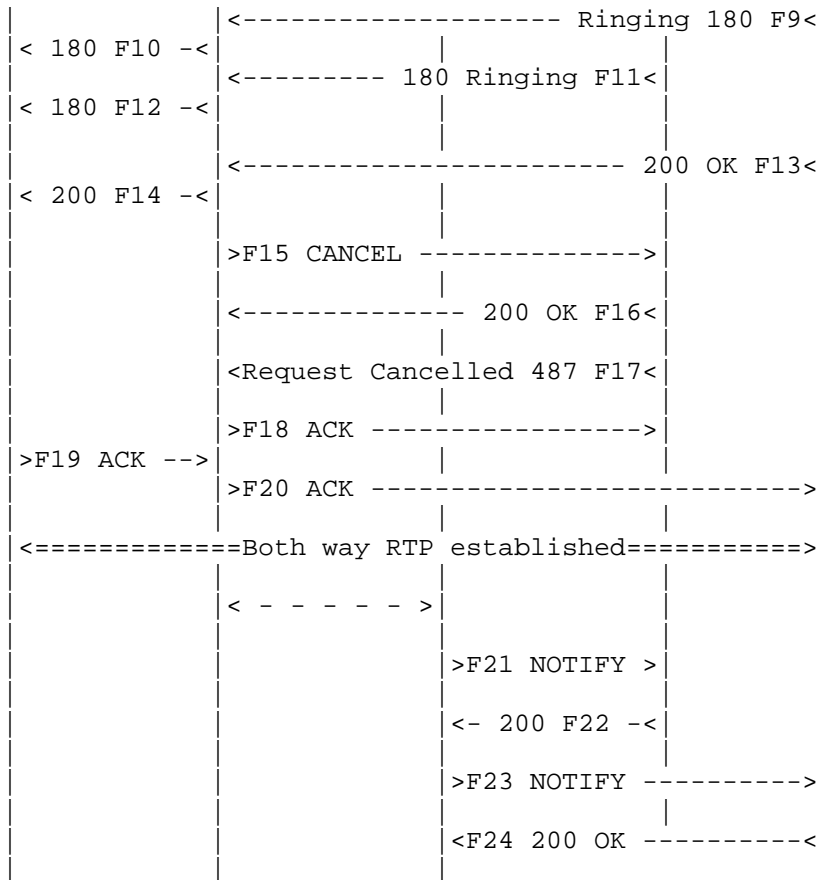 |<--------------------- Ringing 180 F9<
|< 180 F10 -<|
|<--------- 180 Ringing F11<|
|< 180 F12 -<|
|<------------------------ 200 OK F13<
|< 200 F14 -<|
|>F15 CANCEL -------------->|
|<-------------- 200 OK F16<|
|<Request Cancelled 487 F17<|
|>F18 ACK ----------------->|
|>F19 ACK -->|
|>F20 ACK --------------------------->
|<=============Both way RTP established===========>
|< - - - - - >|
|>F21 NOTIFY >|
|<- 200 F22 -<|
|>F23 NOTIFY ---------->
|<F24 200 OK ----------<